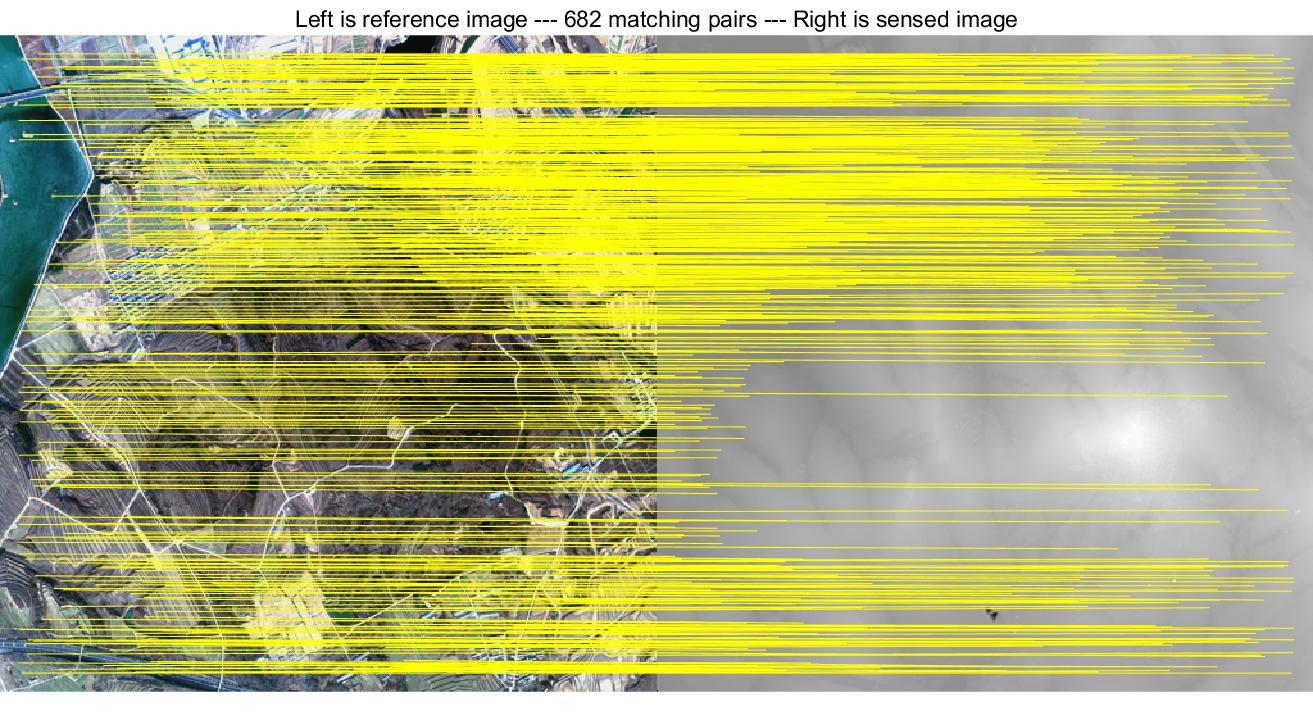 Left is reference image --- 682 matching pairs --- Right is sensed image